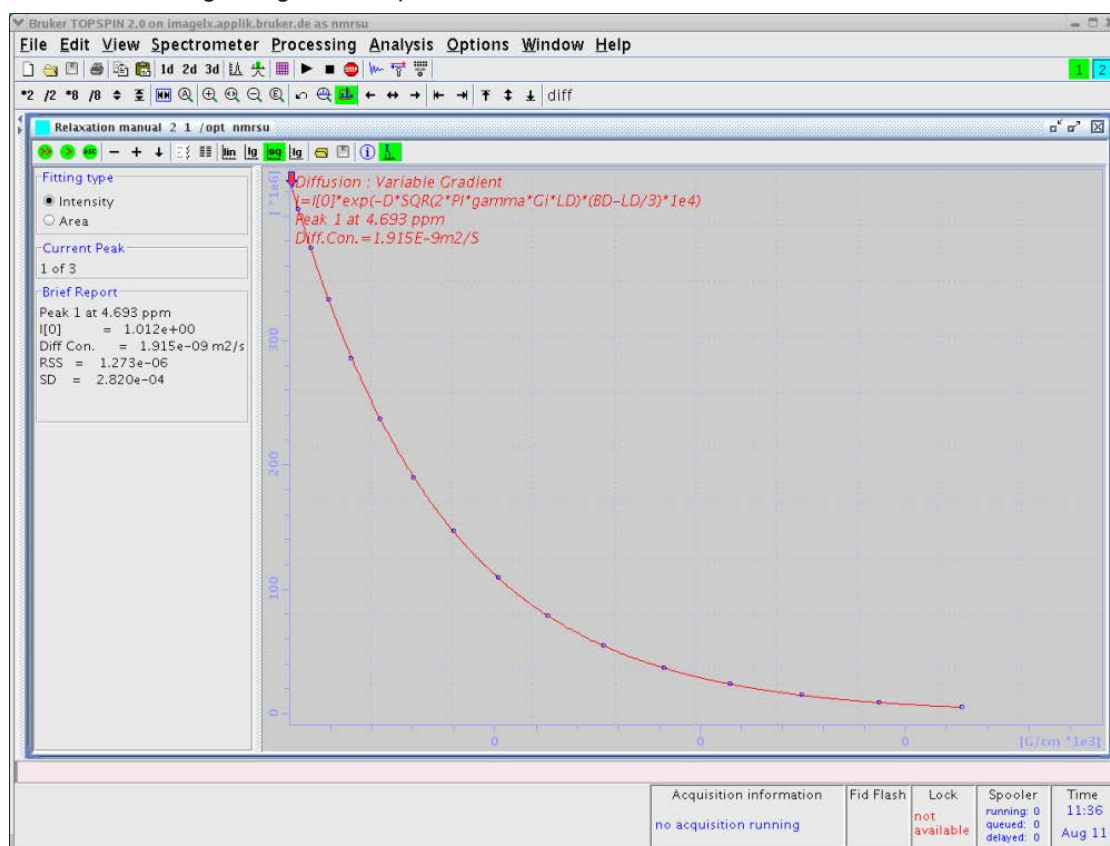 Bruker TOPSPIN 2.0 on imagelx.applik.bruker.de as nmrsu
File Edit View Spectrometer Processing Analysis Options Window Help
1d 2d 3d
1 2
*2 /2 *8 /8
diff
Relaxation manual 2 1 /opt nmrsu
esc lin lg sq lg
Fitting type
Intensity
Area
Current Peak
1 of 3
Brief Report
Peak 1 at 4.693 ppm
I[0] = 1.012e+00
Diff Con. = 1.915e-09 m2/s
RSS = 1.273e-06
SD = 2.820e-04
Diffusion : Variable Gradient
I=I[0]*exp(-D*SQR(2*PI*gamma*Gi*LD)*(BD-LD/3)*1e4)
Peak 1 at 4.693 ppm
Diff.Con.=1.915E-9m2/S
[ *1e6]
300
200
100
0
0 0 0 [G/cm *1e3]
Acquisition information
no acquisition running
Fid Flash
Lock
not
available
Spooler
running: 0
queued: 0
delayed: 0
Time
11:36
Aug 11